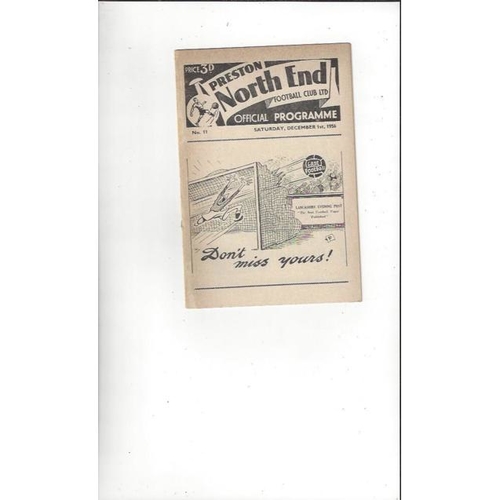 PRICE 3D
PRESTON
North End
FOOTBALL CLUB LTD
OFFICIAL PROGRAMME
No. 11
SATURDAY, DECEMBER 1st, 1956
LANCASHIRE EVENING POST
Don't
miss yours!